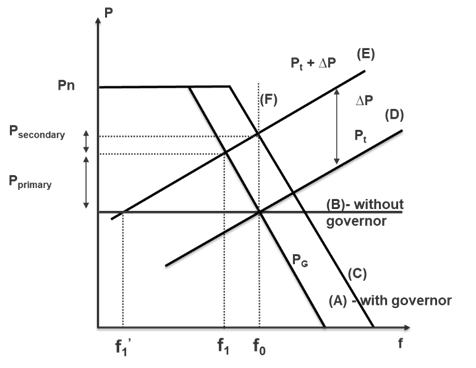 P
(E)
Pt + ΔP
Pn
(F)
ΔP
(D)
Psecondary
Pt
Pprimary
(B)- without
governor
PG
(C)
(A) - with governor
f1' f1 f0 f